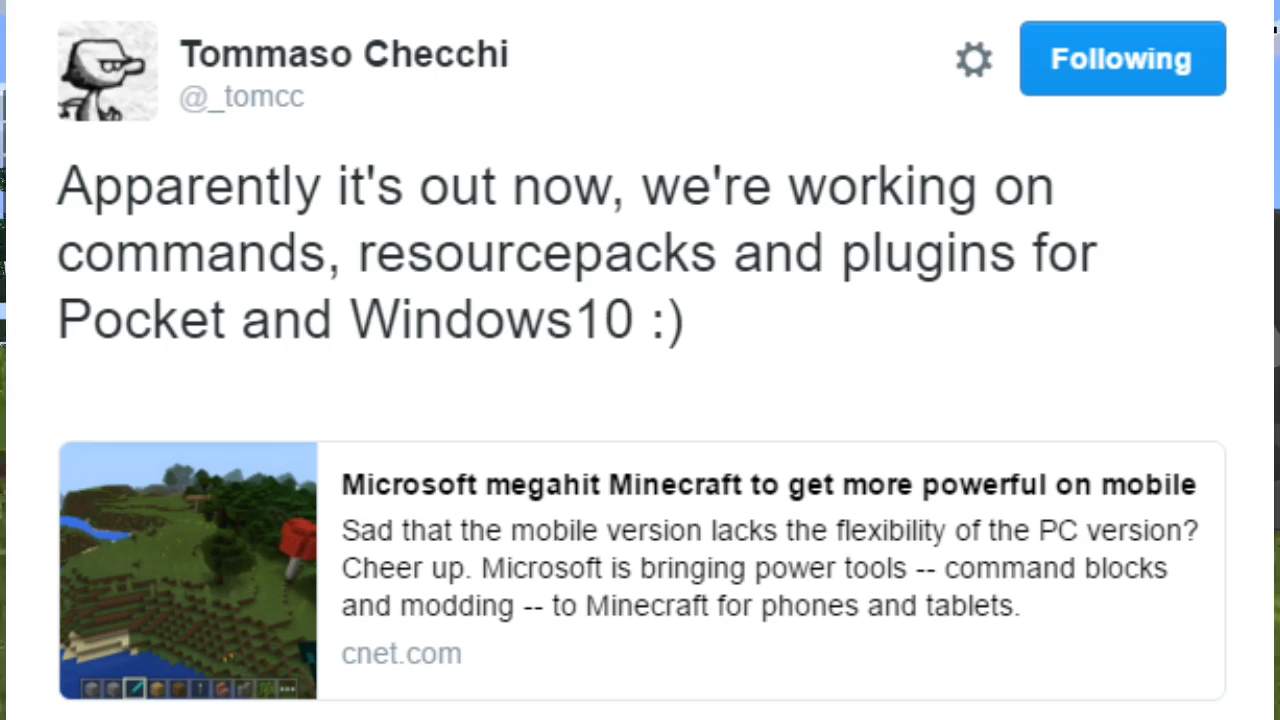 Tommaso Checchi
@_tomcc
Following
Apparently it's out now, we're working on
commands, resourcepacks and plugins for
Pocket and Windows10 :)
Microsoft megahit Minecraft to get more powerful on mobile
Sad that the mobile version lacks the flexibility of the PC version?
Cheer up. Microsoft is bringing power tools -- command blocks
and modding -- to Minecraft for phones and tablets.
cnet.com